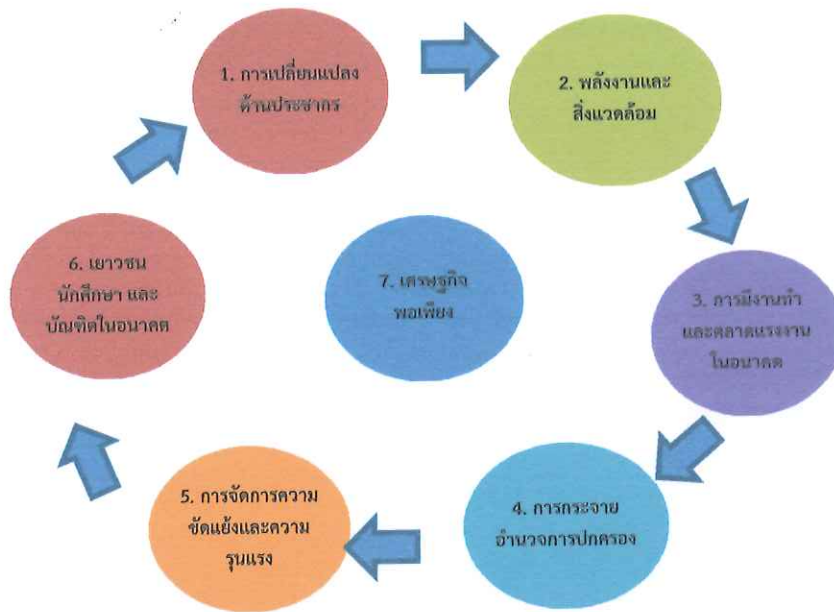 1. การเปลี่ยนแปลง
ด้านประชากร
2. พลังงานและ
สิ่งแวดล้อม
3. การมีงานทำ
และตลาดแรงงาน
ในอนาคต
4. การกระจาย
อำนวจการปกครอง
5. การจัดการความ
ขัดแย้งและความ
รุนแรง
6. เยาวชน
นักศึกษา และ
บัณฑิตในอนาคต
7. เศรษฐกิจ
พอเพียง